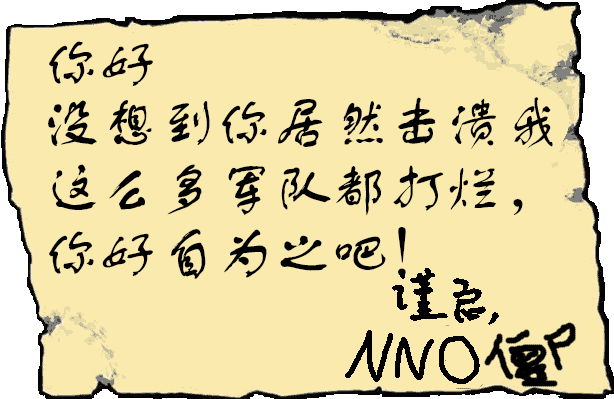 你好
没想到你居然击溃我
这么多军队都打烂，
你好自为之吧！
谨启，
NNO僵尸